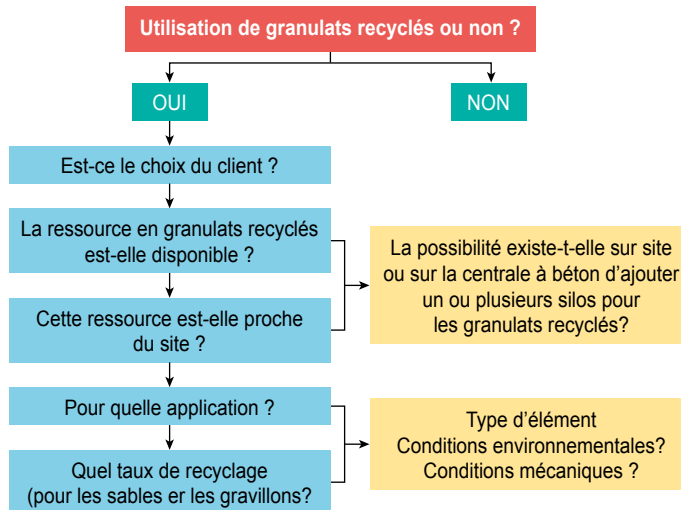 Utilisation de granulats recyclés ou non ?
OUI
NON
Est-ce le choix du client ?
La ressource en granulats recyclés
est-elle disponible ?
Cette ressource est-elle proche
du site ?
La possibilité existe-t-elle sur site
ou sur la centrale à béton d’ajouter
un ou plusieurs silos pour
les granulats recyclés?
Pour quelle application ?
Quel taux de recyclage
(pour les sables er les gravillons?
Type d’élément
Conditions environnementales?
Conditions mécaniques ?